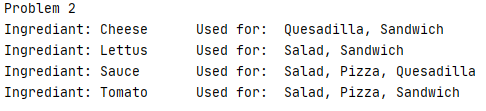 Problem 2
Ingrediant: Cheese      Used for:  Quesadilla, Sandwich
Ingrediant: Lettus      Used for:  Salad, Sandwich
Ingrediant: Sauce       Used for:  Salad, Pizza, Quesadilla
Ingrediant: Tomato      Used for:  Salad, Pizza, Sandwich